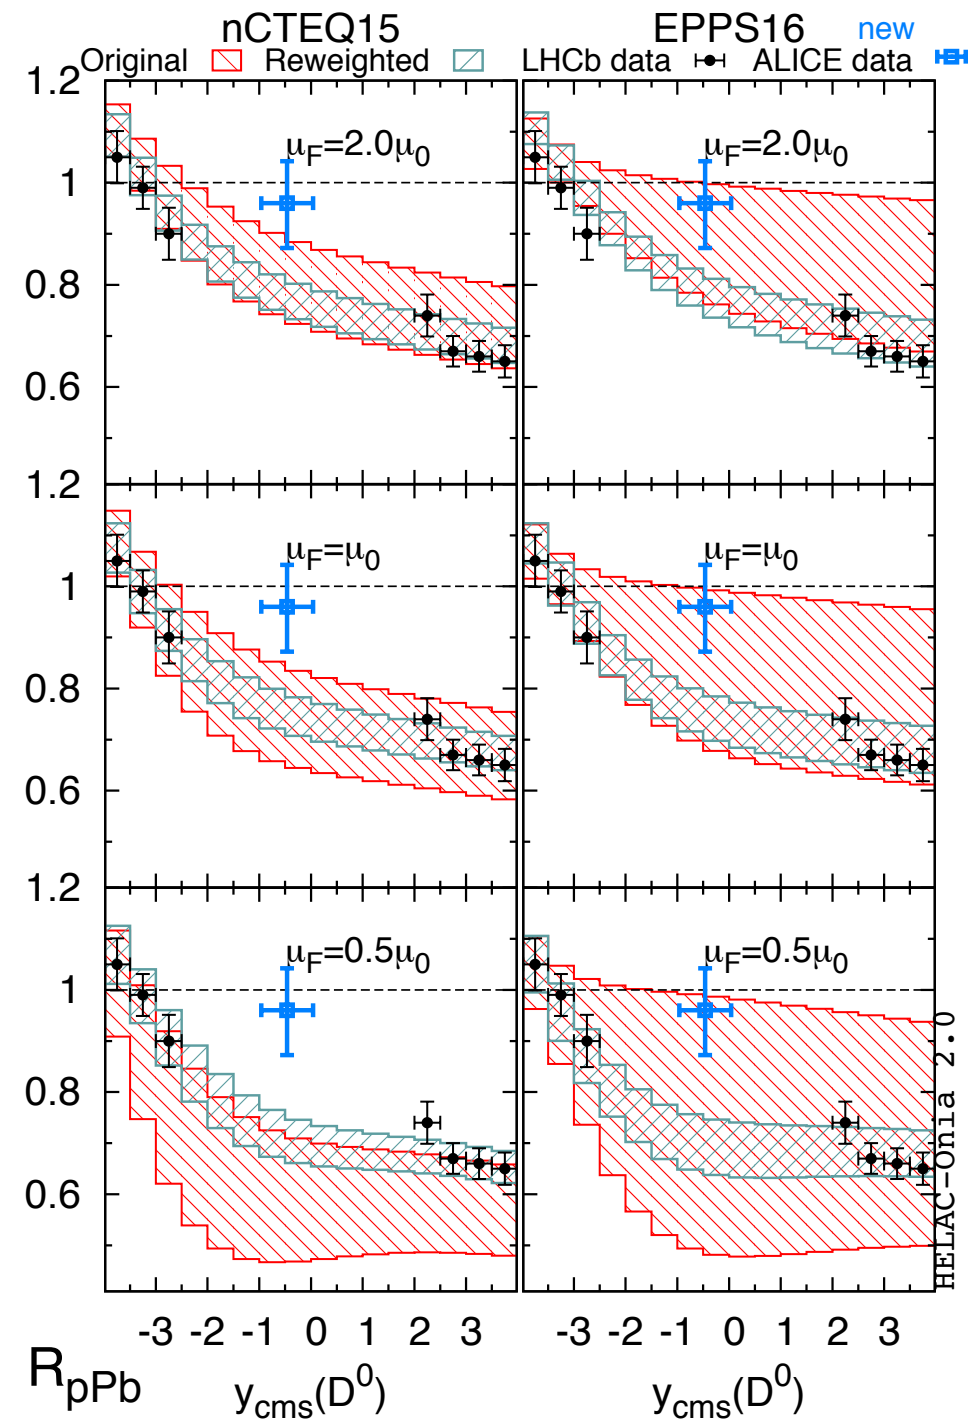 nCTEQ15 EPPS16 new
Original Reweighted LHCb data ALICE data
1.2
μF=2.0μ0 μF=2.0μ0
1
0.8
0.6
1.2
μF=μ0 μF=μ0
1
0.8
0.6
1.2
μF=0.5μ0 μF=0.5μ0
1
0.8
0.6
HELAC-Onia 2.0
-3 -2 -1 0 1 2 3 -3 -2 -1 0 1 2 3
RpPb ycms(D0) ycms(D0)